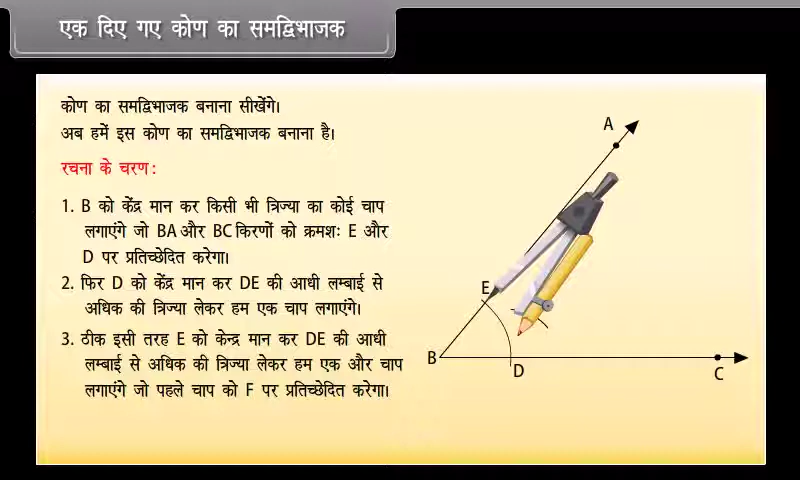 एक दिए गए कोण का समद्विभाजक
कोण का समद्विभाजक बनाना सीखेंगे।
अब हमें इस कोण का समद्विभाजक बनाना है।
रचना के चरण:
1. B को केंद्र मान कर किसी भी त्रिज्या का कोई चाप
लगाएंगे जो BA और BC किरणों को क्रमशः E और
D पर प्रतिच्छेदित करेगा।
2. फिर D को केंद्र मान कर DE की आधी लम्बाई से
अधिक की त्रिज्या लेकर हम एक चाप लगाएंगे।
3. ठीक इसी तरह E को केन्द्र मान कर DE की आधी
लम्बाई से अधिक की त्रिज्या लेकर हम एक और चाप
लगाएंगे जो पहले चाप को F पर प्रतिच्छेदित करेगा।
A
E
B
D
C